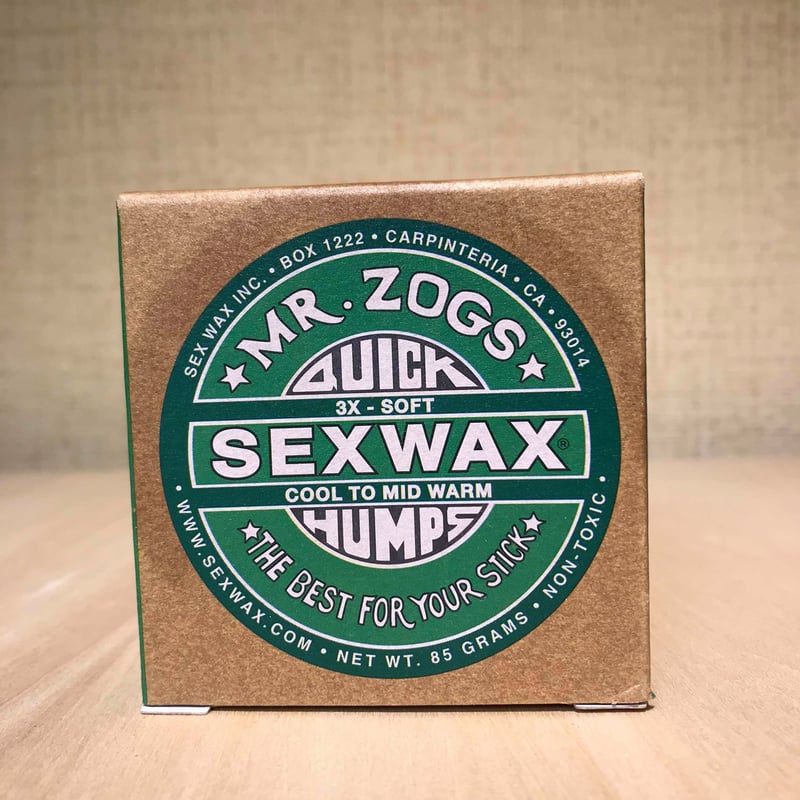 SEX WAX INC. • BOX 1222 • CARPINTERIA • CA • 93014
MR. ZOGS
QUICK
3X - SOFT
SEXWAX®
COOL TO MID WARM
HUMPS
THE BEST FOR YOUR STICK
• WWW.SEXWAX.COM • NET WT. 85 GRAMS • NON-TOXIC •